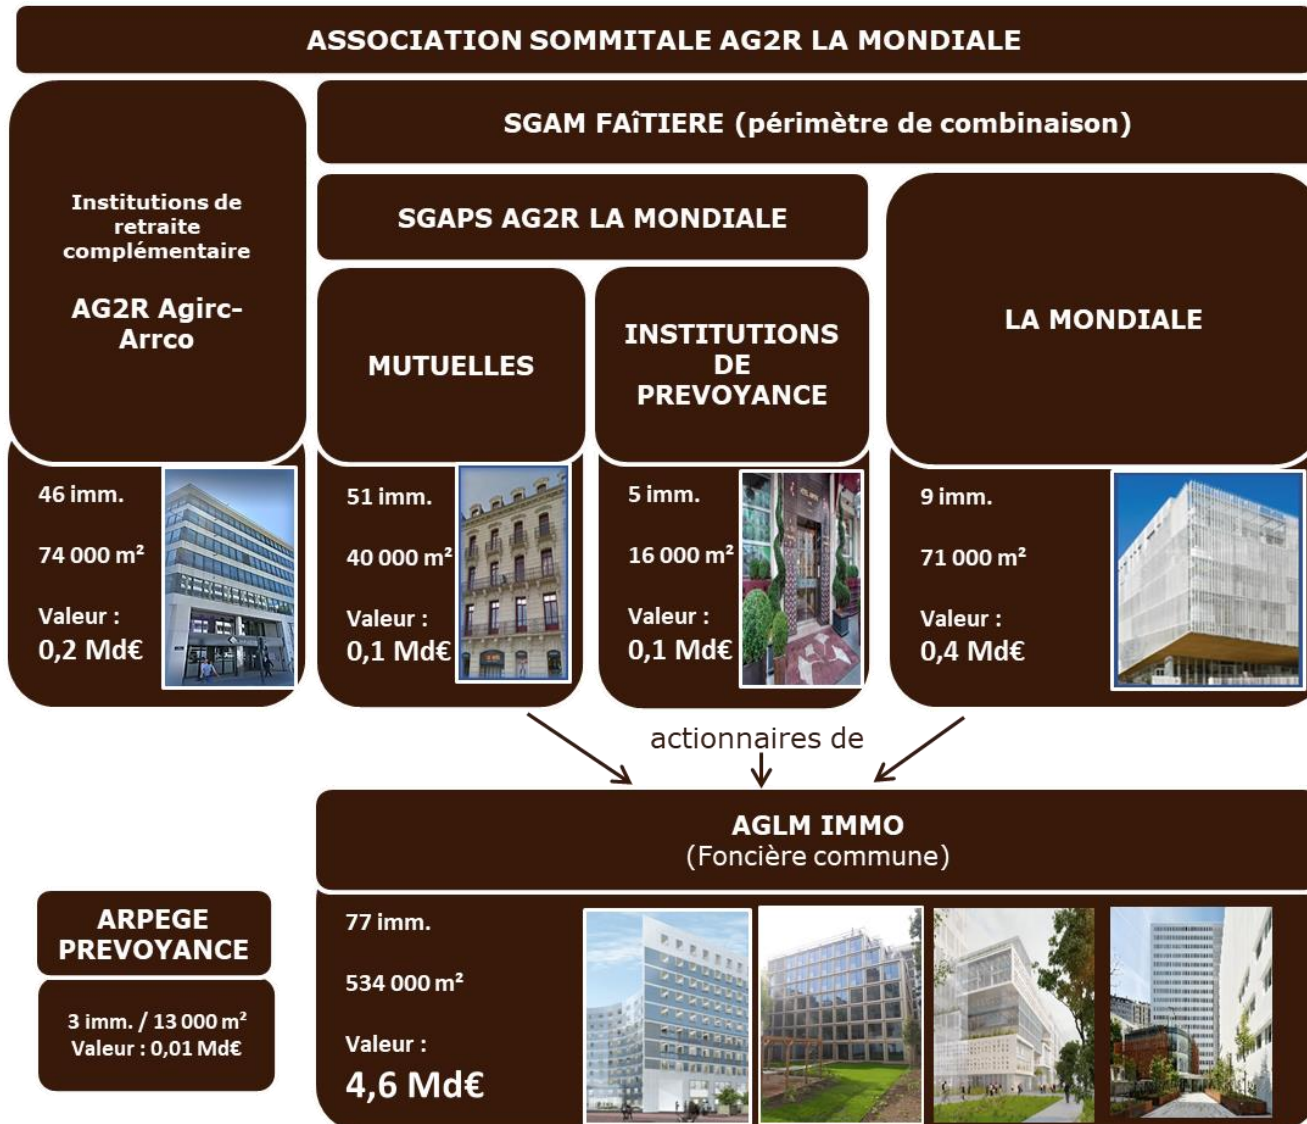 ASSOCIATION SOMMITALE AG2R LA MONDIALE
SGAM FAîTIERE (périmètre de combinaison)
Institutions de
retraite
complémentaire
AG2R Agirc-
Arrco
SGAPS AG2R LA MONDIALE
MUTUELLES
INSTITUTIONS
DE
PREVOYANCE
LA MONDIALE
46 imm.
74 000 m²
Valeur :
0,2 Md€
51 imm.
40 000 m²
Valeur :
0,1 Md€
5 imm.
16 000 m²
Valeur :
0,1 Md€
9 imm.
71 000 m²
Valeur :
0,4 Md€
actionnaires de
AGLM IMMO
(Foncière commune)
77 imm.
534 000 m²
Valeur :
4,6 Md€
ARPEGE
PREVOYANCE
3 imm. / 13 000 m²
Valeur : 0,01 Md€